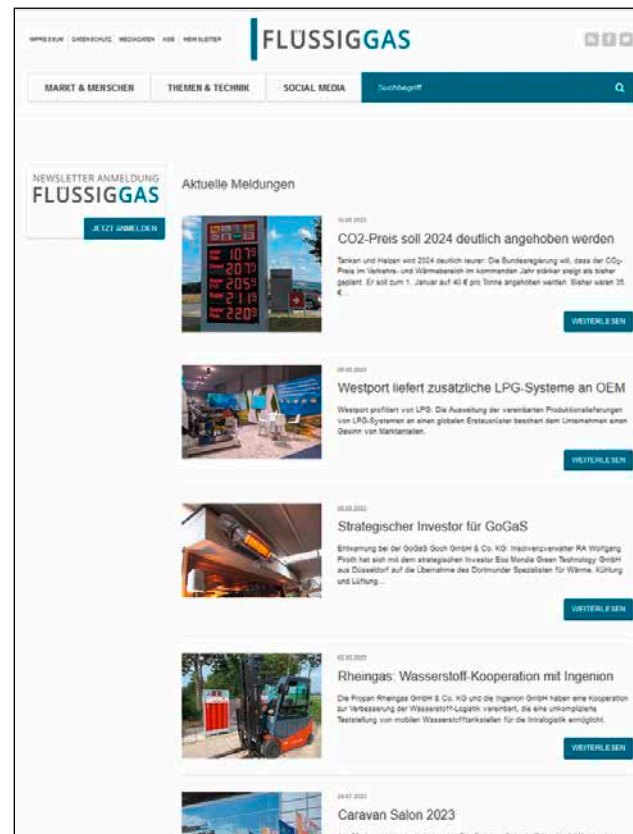 IMPRESSUM DATENSCHUTZ MEDIADATEN AGB NEWSLETTER
FLÜSSIGGAS
MARKT & MENSCHEN THEMEN & TECHNIK SOCIAL MEDIA Suchbegriff
NEWSLETTER ANMELDUNG
FLÜSSIGGAS
JETZT ANMELDEN
Aktuelle Meldungen
CO2-Preis soll 2024 deutlich angehoben werden
Tanken und Heizen wird 2024 deutlich teurer: Die Bundesregierung will, dass der CO₂-
Preis im Verkehrs- und Wärmebereich im kommenden Jahr stärker steigt als bisher
geplant. Er soll zum 1. Januar auf 40 € pro Tonne angehoben werden. Bisher waren 35
€...
WEITERLESEN
Westport liefert zusätzliche LPG-Systeme an OEM
Westport profitiert von LPG: Die Ausweitung der vereinbarten Produktionslieferungen
von LPG-Systemen an einen globalen Erstausrüster beschert dem Unternehmen einen
Gewinn von Marktanteilen.
WEITERLESEN
Strategischer Investor für GoGaS
Entwarnung bei der GoGaS Goch GmbH & Co. KG: Insolvenzverwalter RA Wolfgang
Piroth hat sich mit dem strategischen Investor Eos Mondia Green Technology GmbH
aus Düsseldorf auf die Übernahme des Dortmunder Spezialisten für Wärme, Kühlung
und Lüftung...
WEITERLESEN
Rheingas: Wasserstoff-Kooperation mit Ingenion
Die Propan Rheingas GmbH & Co. KG und die Ingenion GmbH haben eine Kooperation
zur Verbesserung der Wasserstoff-Logistik vereinbart, die eine unkomplizierte
Teststellung von mobilen Wasserstofftankstellen für die Intralogistik ermöglicht.
WEITERLESEN
Caravan Salon 2023